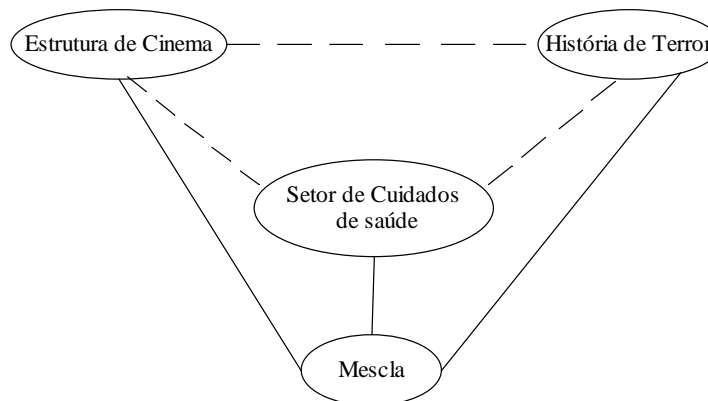 Estrutura de Cinema
História de Terror
Setor de Cuidados
de saúde
Mescla